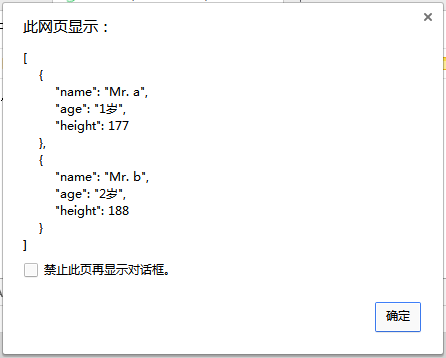 此网页显示：
[
    {
        "name": "Mr. a",
        "age": "1岁",
        "height": 177
    },
    {
        "name": "Mr. b",
        "age": "2岁",
        "height": 188
    }
]
禁止此页再显示对话框。
确定